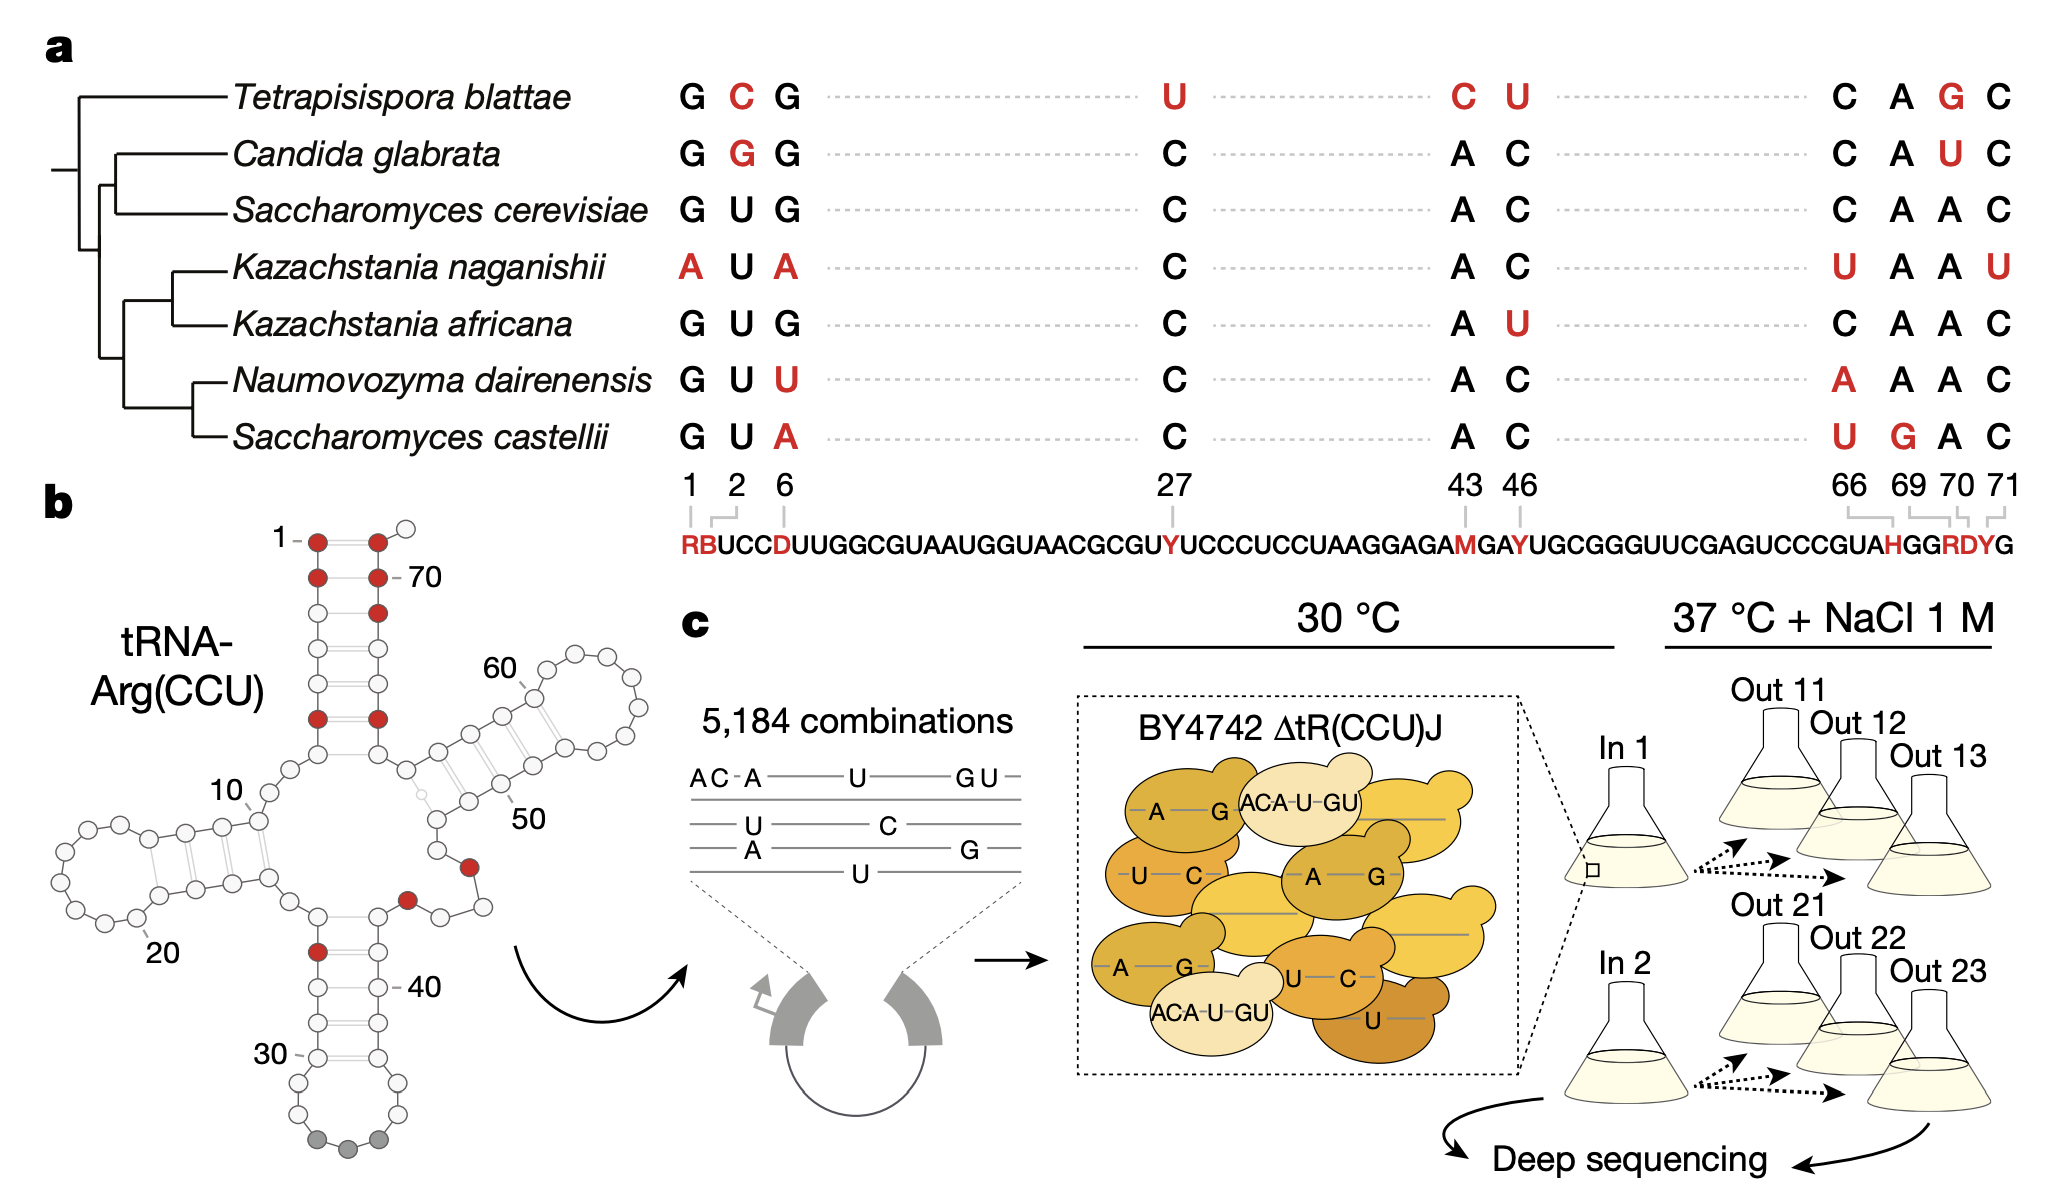 a
Tetrapisispora blattae G C G U C U C A G C
Candida glabrata G G G C A C C A U C
Saccharomyces cerevisiae G U G C A C C A A C
Kazachstania naganishii A U A C A C U A A U
Kazachstania africana G U G C A U C A A C
Naumovozyma dairenensis G U U C A C A A A C
Saccharomyces castellii G U A C A C U G A C
1 2 6 27 43 46 66 69 70 71
RBUCCDUUGGCGUAAUGGUAACGCGUYUCCCUCCUAAGGAGAMGAYUGCGGGUUCGAGUCCCGUAHGGRDYG
b
1
70
tRNA-
Arg(CCU)
60
10
50
20
40
30
c
30 °C
37 °C + NaCl 1 M
5,184 combinations
A C A U G U
U C
A G
U
BY4742 ΔtR(CCU)J
A G
ACA-U-GU
U C
A G
A G
U C
ACA-U-GU
U
In 1
Out 11
Out 12
Out 13
In 2
Out 21
Out 22
Out 23
Deep sequencing